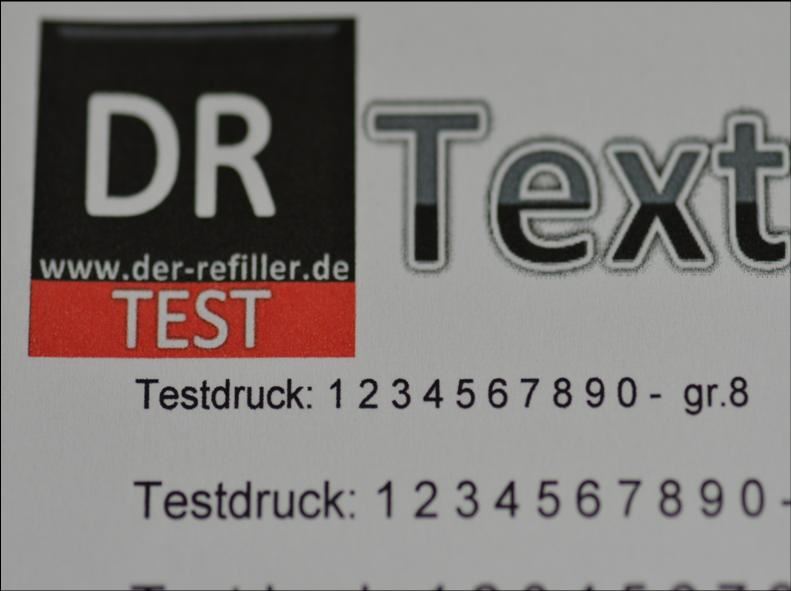 DR
www.der-refiller.de
TEST
Text
Testdruck: 1 2 3 4 5 6 7 8 9 0 - gr.8
Testdruck: 1 2 3 4 5 6 7 8 9 0 -